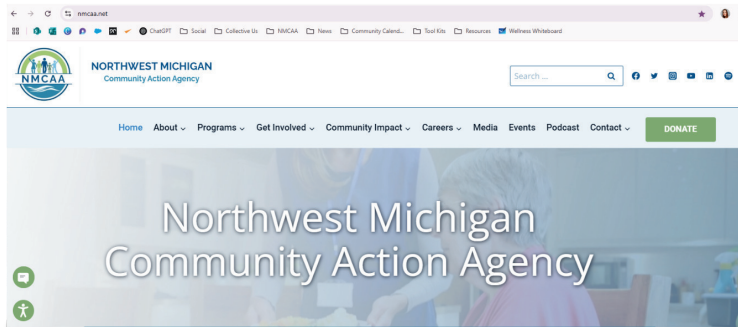 nmcaa.net
ChatGPT Social Collective Us NMCAA News Community Calend... Tool Kits Resources Wellness Whiteboard
NMCAA
NORTHWEST MICHIGAN
Community Action Agency
Search ...
Home About Programs Get Involved Community Impact Careers Media Events Podcast Contact DONATE
Northwest Michigan
Community Action Agency